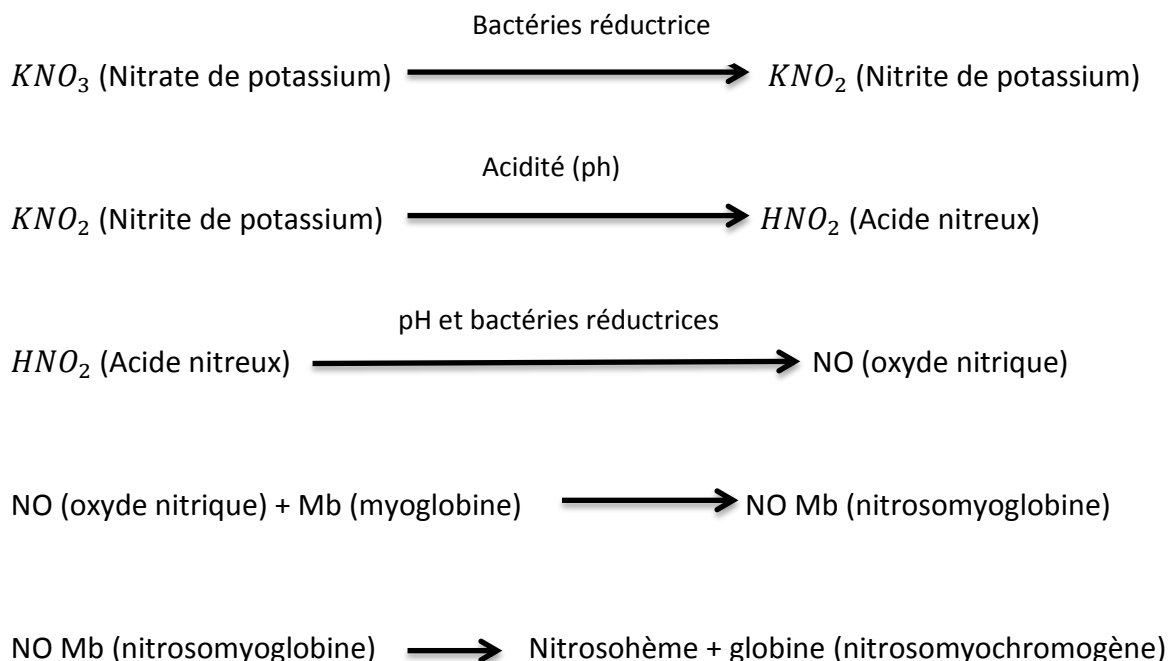 Bactéries réductrice
KNO₃ (Nitrate de potassium) → KNO₂ (Nitrite de potassium)
Acidité (ph)
KNO₂ (Nitrite de potassium) → HNO₂ (Acide nitreux)
pH et bactéries réductrices
HNO₂ (Acide nitreux) → NO (oxyde nitrique)
NO (oxyde nitrique) + Mb (myoglobine) → NO Mb (nitrosomyoglobine)
NO Mb (nitrosomyoglobine) → Nitrosohème + globine (nitrosomyochromogène)